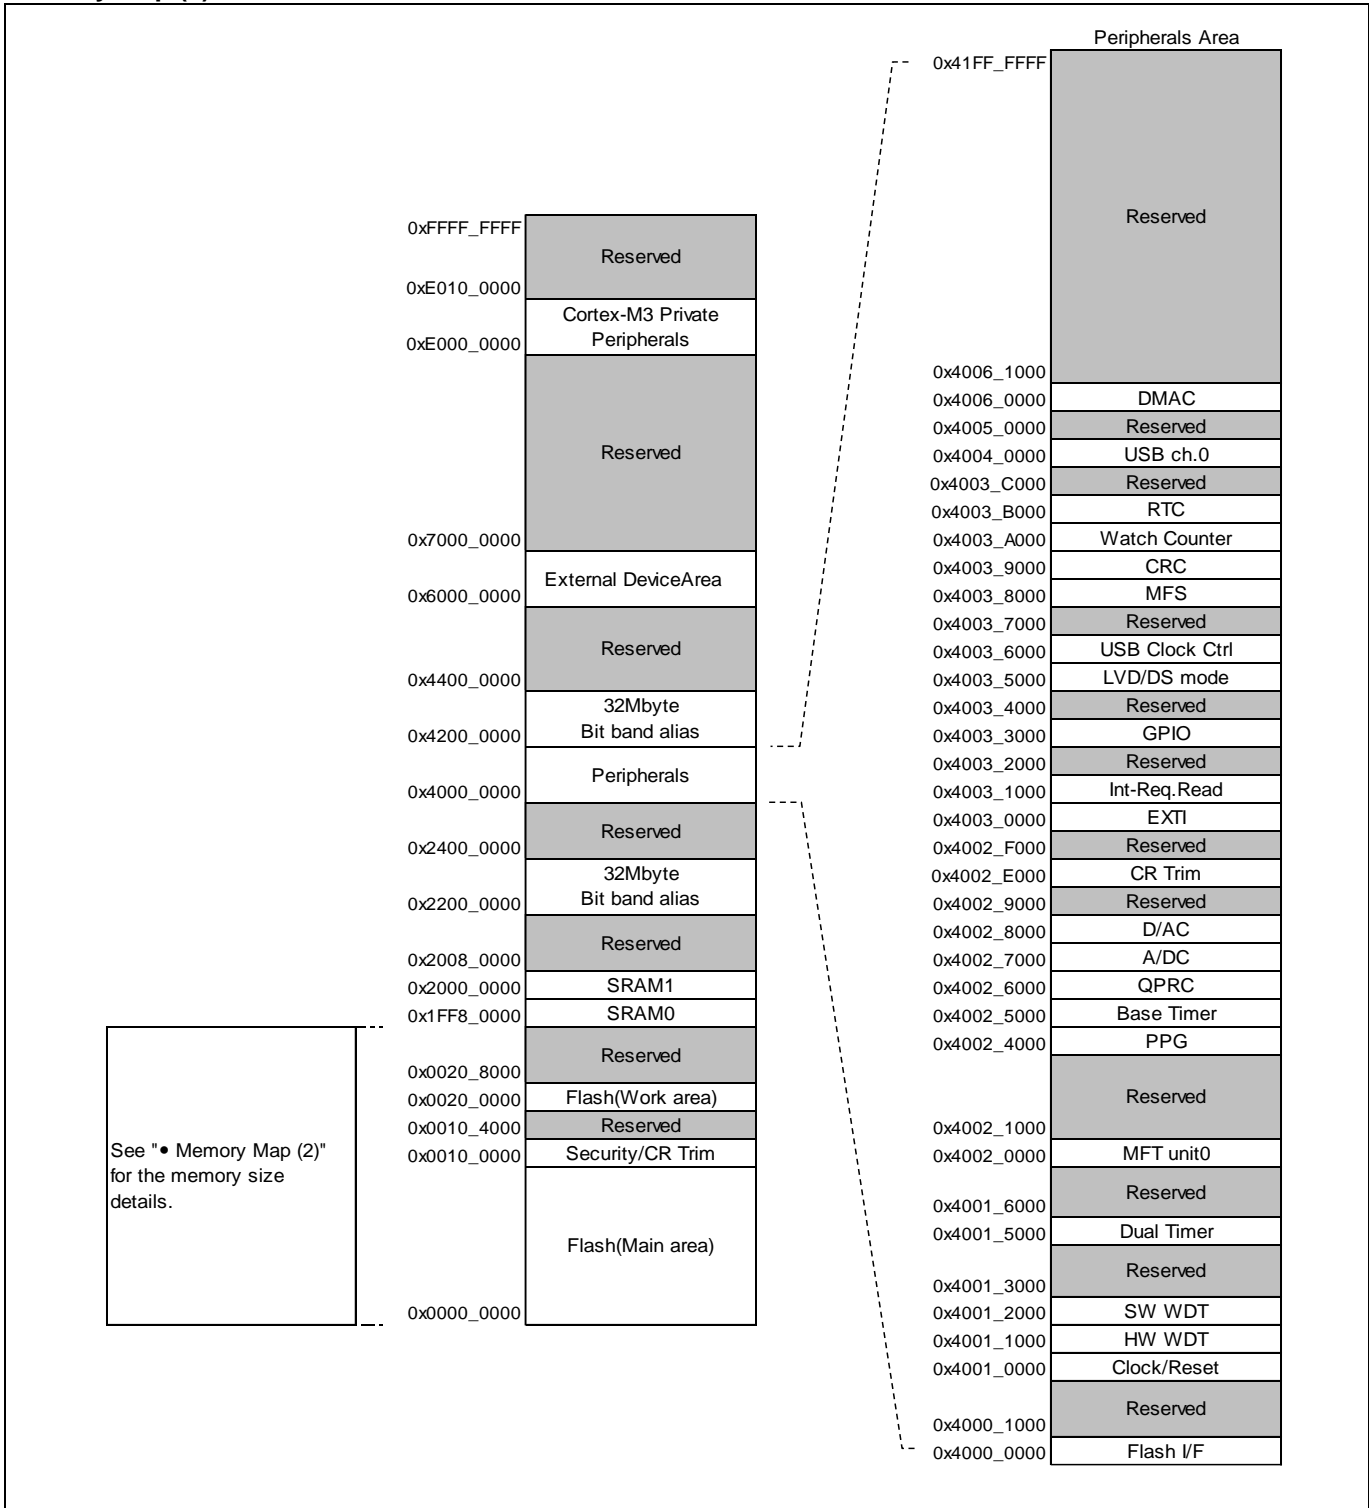 Peripherals Area
0x41FF_FFFF
Reserved
0x4006_1000
0x4006_0000 DMAC
0x4005_0000 Reserved
0x4004_0000 USB ch.0
0x4003_C000 Reserved
0x4003_B000 RTC
0x4003_A000 Watch Counter
0x4003_9000 CRC
0x4003_8000 MFS
0x4003_7000 Reserved
0x4003_6000 USB Clock Ctrl
0x4003_5000 LVD/DS mode
0x4003_4000 Reserved
0x4003_3000 GPIO
0x4003_2000 Reserved
0x4003_1000 Int-Req.Read
0x4003_0000 EXTI
0x4002_F000 Reserved
0x4002_E000 CR Trim
0x4002_9000 Reserved
0x4002_8000 D/AC
0x4002_7000 A/DC
0x4002_6000 QPRC
0x4002_5000 Base Timer
0x4002_4000 PPG
Reserved
0x4002_1000
0x4002_0000 MFT unit0
Reserved
0x4001_6000
0x4001_5000 Dual Timer
Reserved
0x4001_3000
0x4001_2000 SW WDT
0x4001_1000 HW WDT
0x4001_0000 Clock/Reset
Reserved
0x4000_1000
0x4000_0000 Flash I/F
0xFFFF_FFFF
Reserved
0xE010_0000
Cortex-M3 Private
0xE000_0000 Peripherals
Reserved
0x7000_0000
External DeviceArea
0x6000_0000
Reserved
0x4400_0000
32Mbyte
0x4200_0000 Bit band alias
Peripherals
0x4000_0000
Reserved
0x2400_0000
32Mbyte
0x2200_0000 Bit band alias
Reserved
0x2008_0000
0x2000_0000 SRAM1
0x1FF8_0000 SRAM0
Reserved
0x0020_8000
0x0020_0000 Flash(Work area)
0x0010_4000 Reserved
0x0010_0000 Security/CR Trim
Flash(Main area)
0x0000_0000
See "• Memory Map (2)"
for the memory size
details.